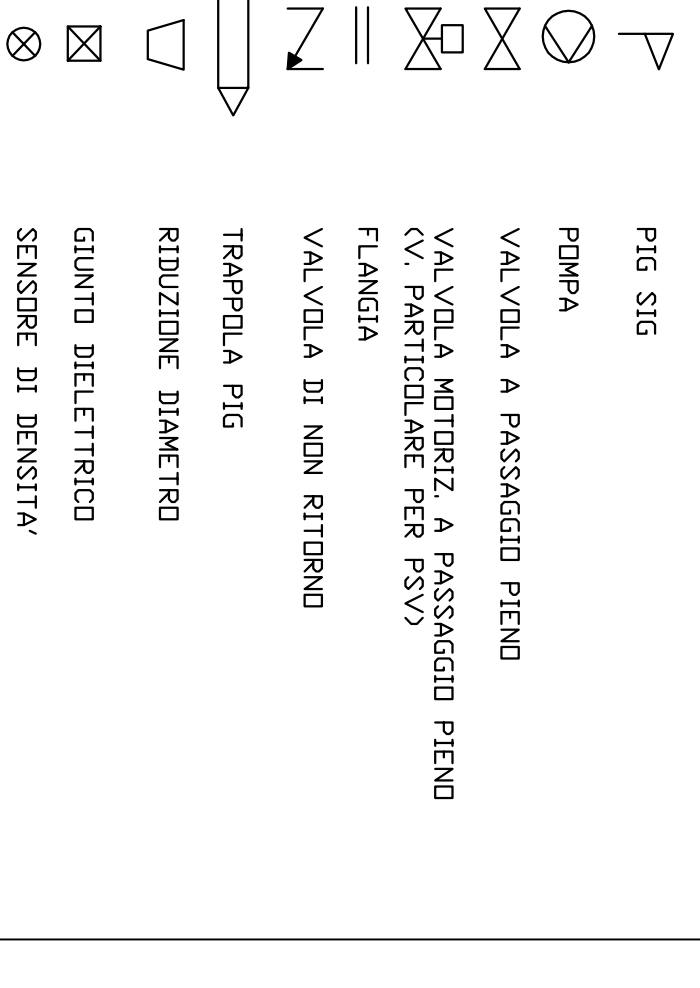 PIG SIG
POMPA
VALVOLA A PASSAGGIO PIENO
VALVOLA MOTORIZ. A PASSAGGIO PIENO
(V. PARTICOLARE PER PSV)
FLANGIA
VALVOLA DI NON RITORNO
TRAPPOLA PIG
RIDUZIONE DIAMETRO
GIUNTO DIELETTRICO
SENSORE DI DENSITA'